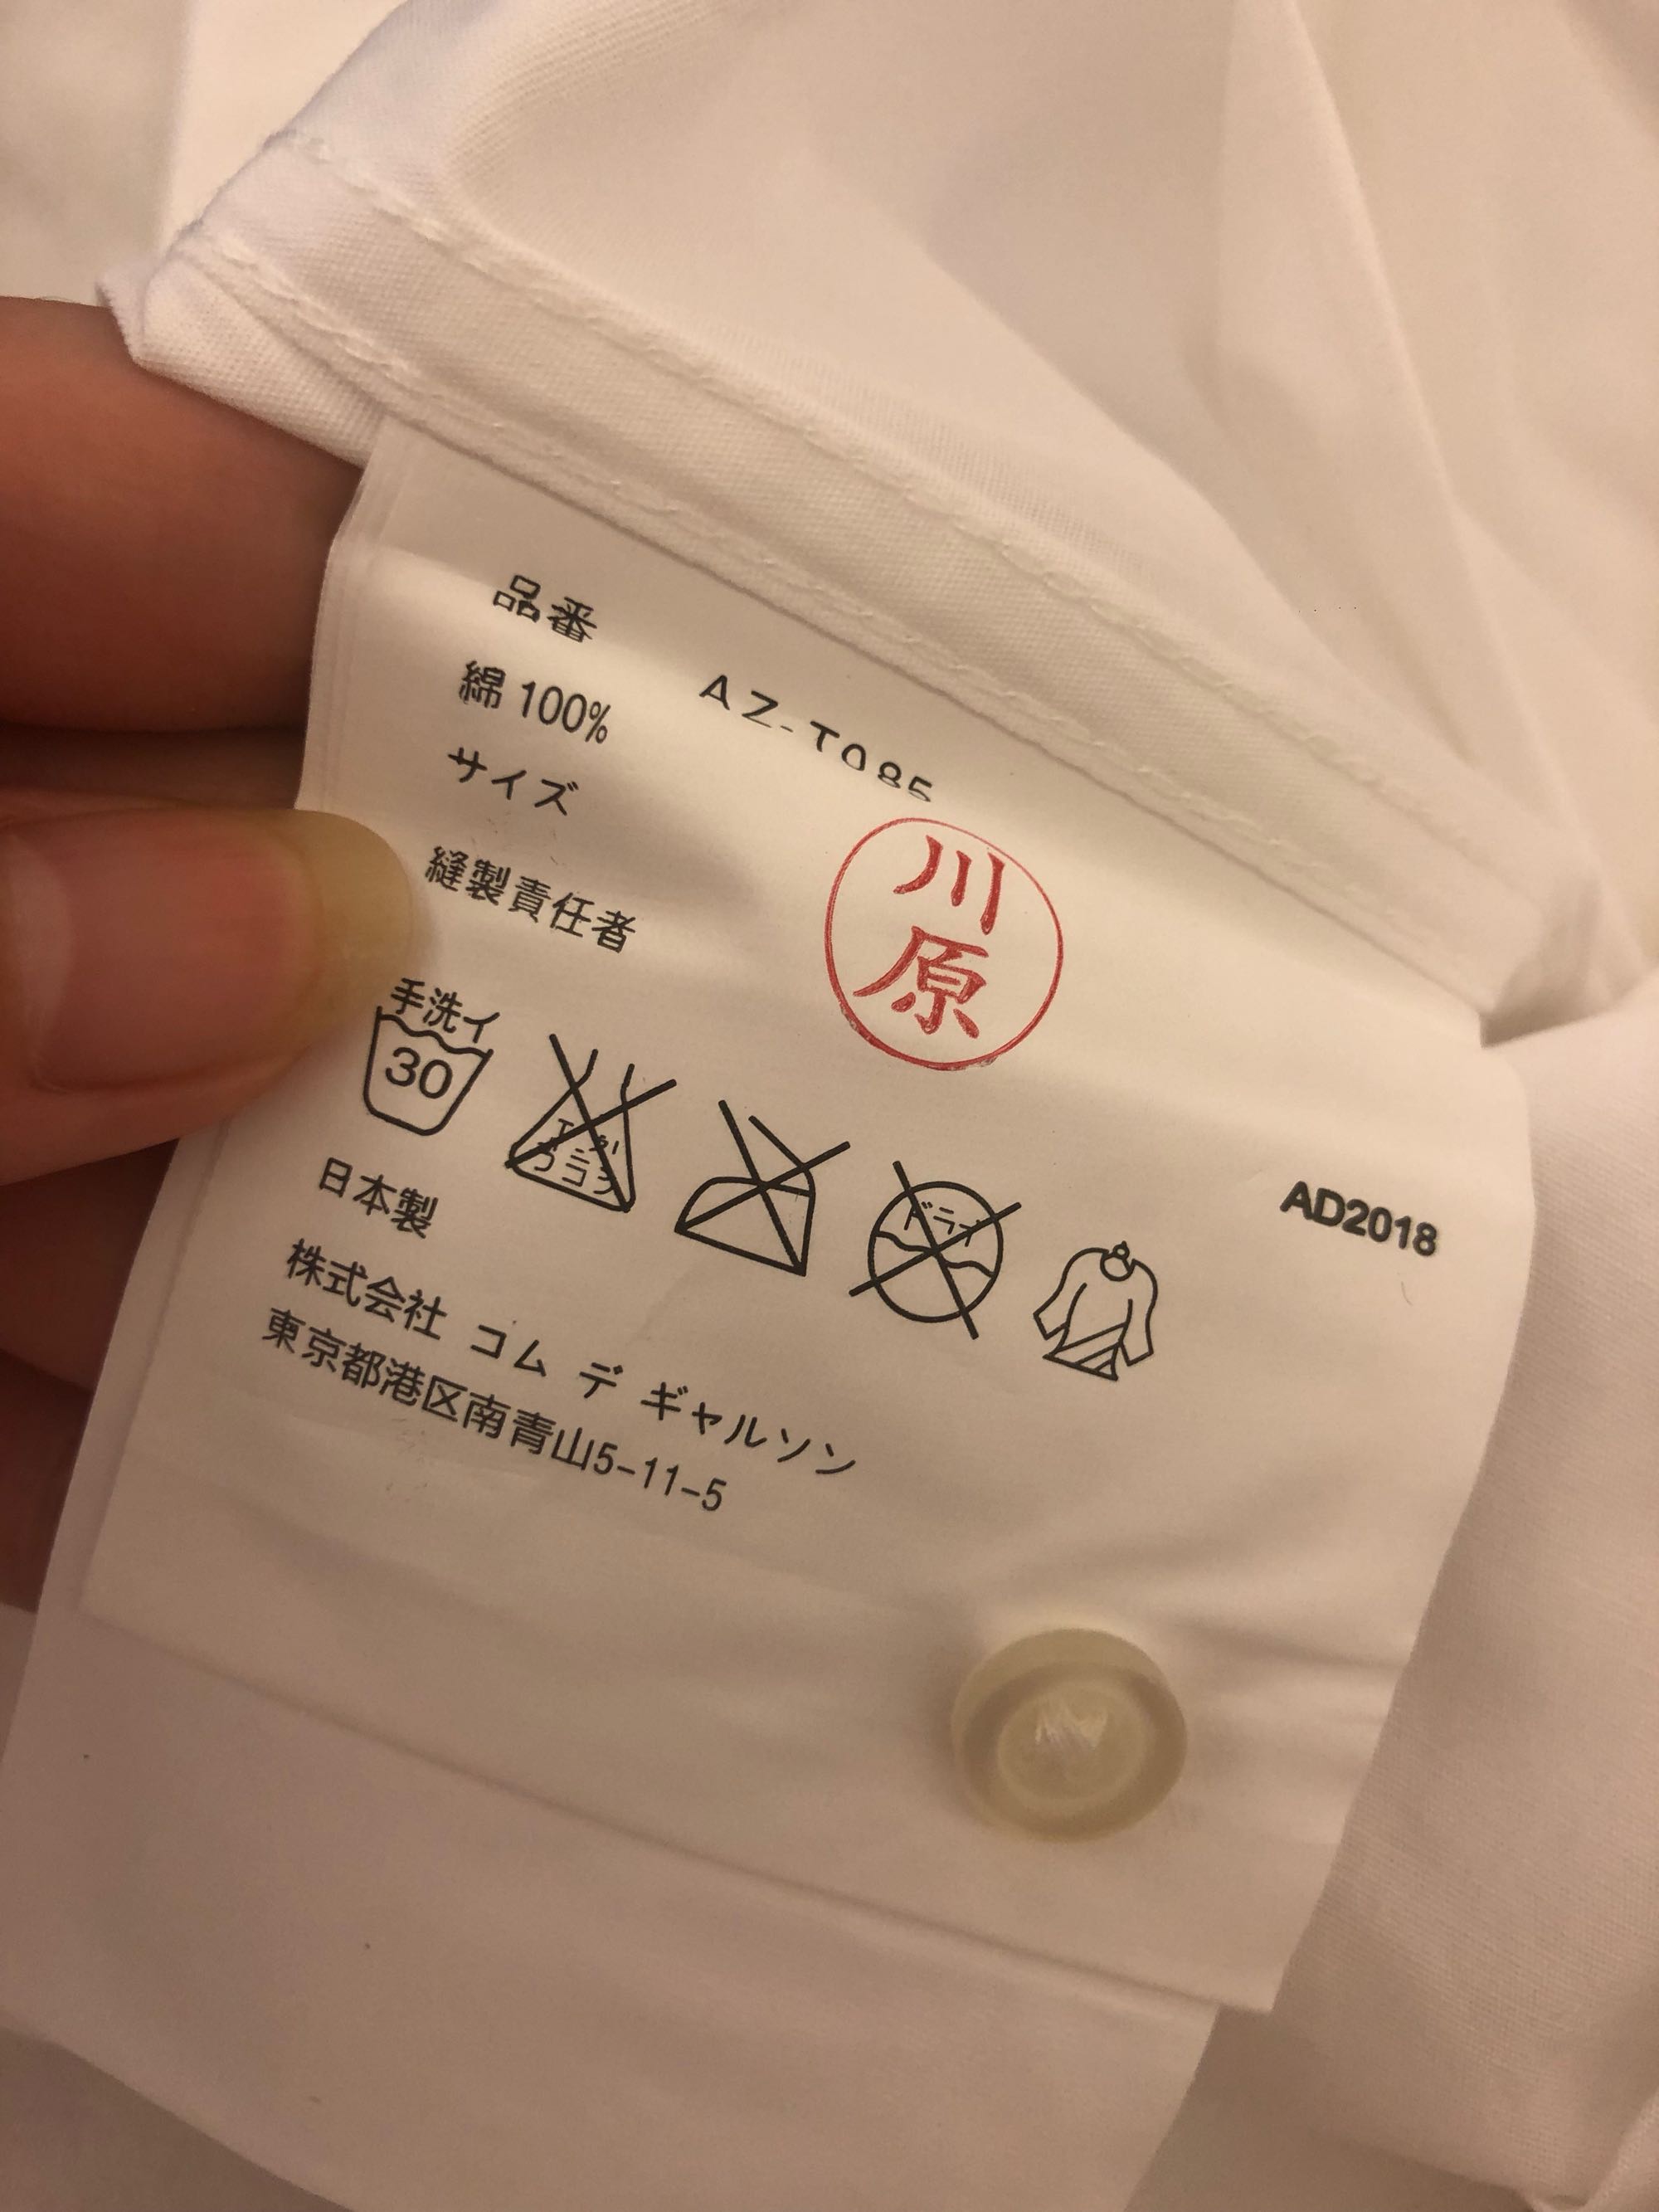 品番 AZ-T085
綿 100%
サイズ
縫製責任者
川原
手洗イ
30
ドライ
AD2018
日本製
株式会社 コム デ ギャルソン
東京都港区南青山5-11-5